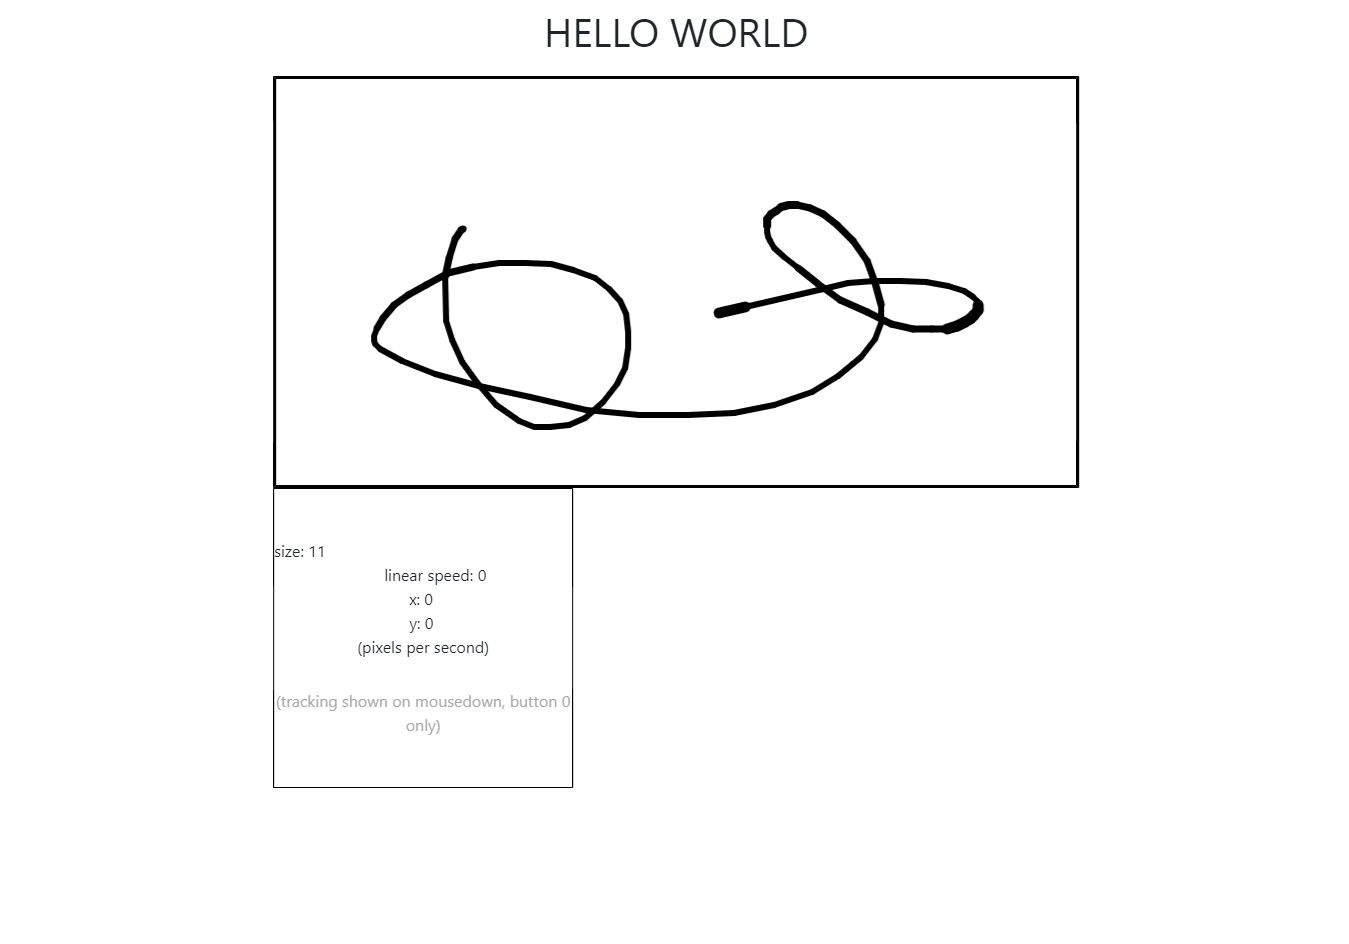 HELLO WORLD
size: 11
linear speed: 0
x: 0
y: 0
(pixels per second)
(tracking shown on mousedown, button 0
only)